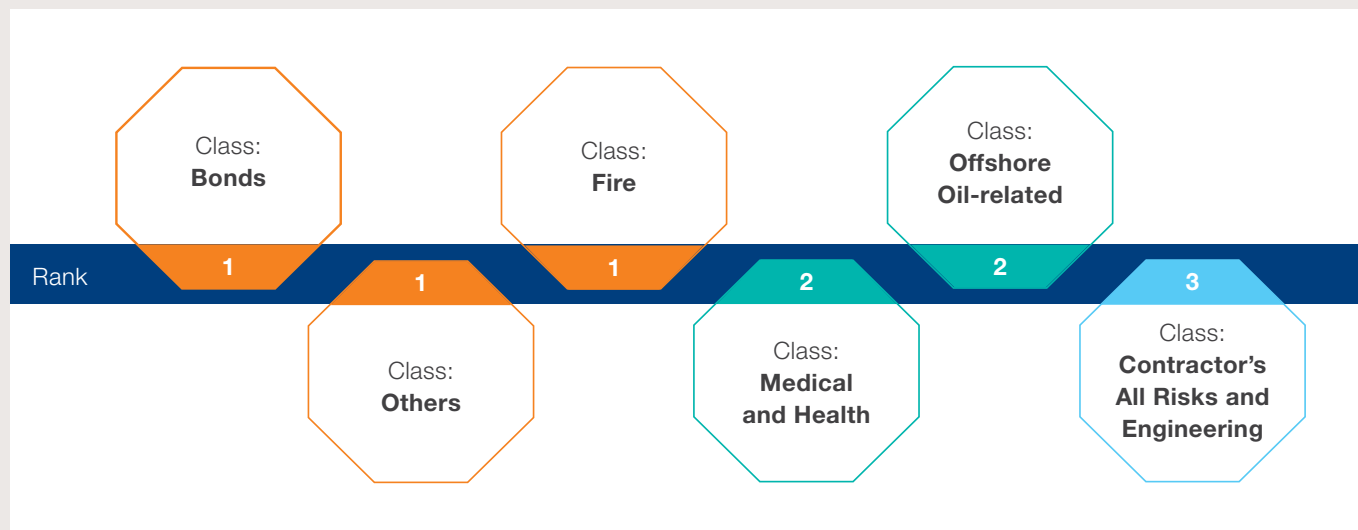 Rank
Class:
Bonds
1
1
Class:
Others
Class:
Fire
1
2
Class:
Medical
and Health
Class:
Offshore
Oil-related
2
3
Class:
Contractor’s
All Risks and
Engineering